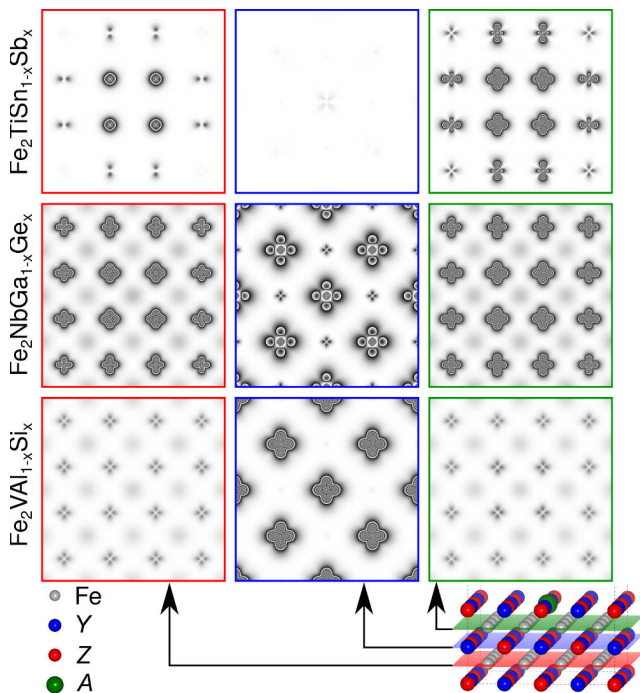 Fe₂TiSn₁₋ₓSbₓ
Fe₂NbGa₁₋ₓGeₓ
Fe₂VAl₁₋ₓSiₓ
Fe
Y
Z
A